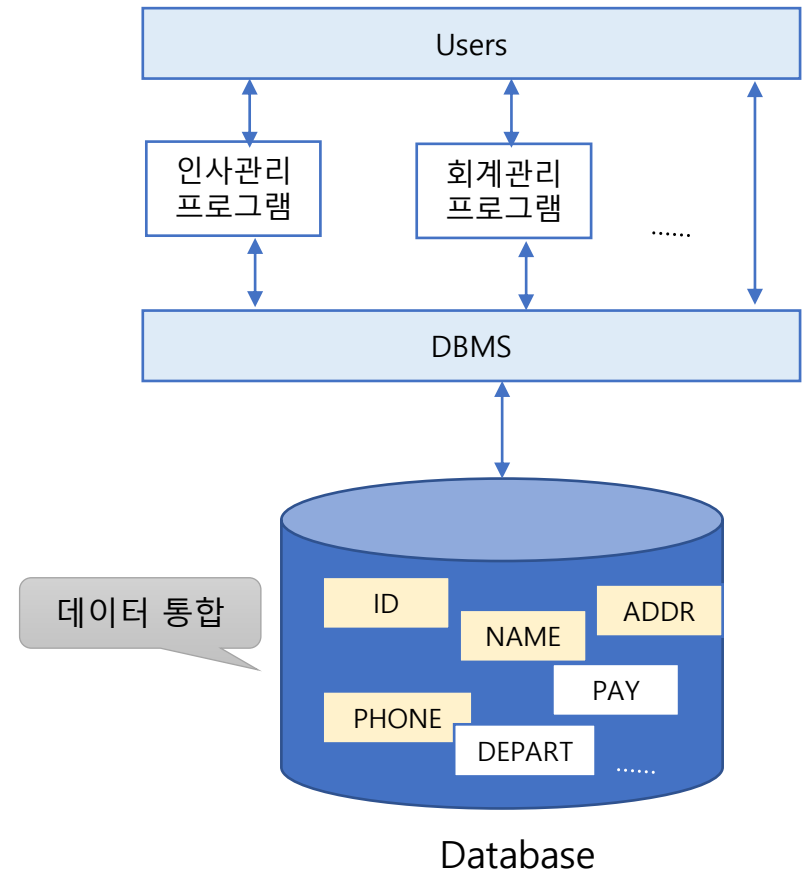 Users
인사관리
프로그램
회계관리
프로그램
......
DBMS
데이터 통합
ID
NAME
ADDR
PAY
PHONE
DEPART
......
Database